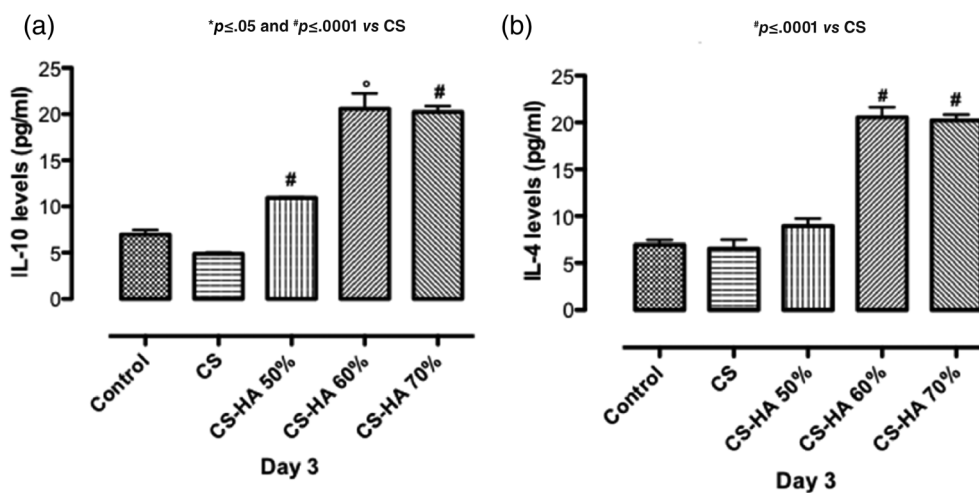 (a)
*p≤.05 and #p≤.0001 vs CS
IL-10 levels (pg/ml)
25
20
15
10
5
0
#
°
#
Control
CS
CS-HA 50%
CS-HA 60%
CS-HA 70%
Day 3
(b)
#p≤.0001 vs CS
IL-4 levels (pg/ml)
25
20
15
10
5
0
#
#
Control
CS
CS-HA 50%
CS-HA 60%
CS-HA 70%
Day 3